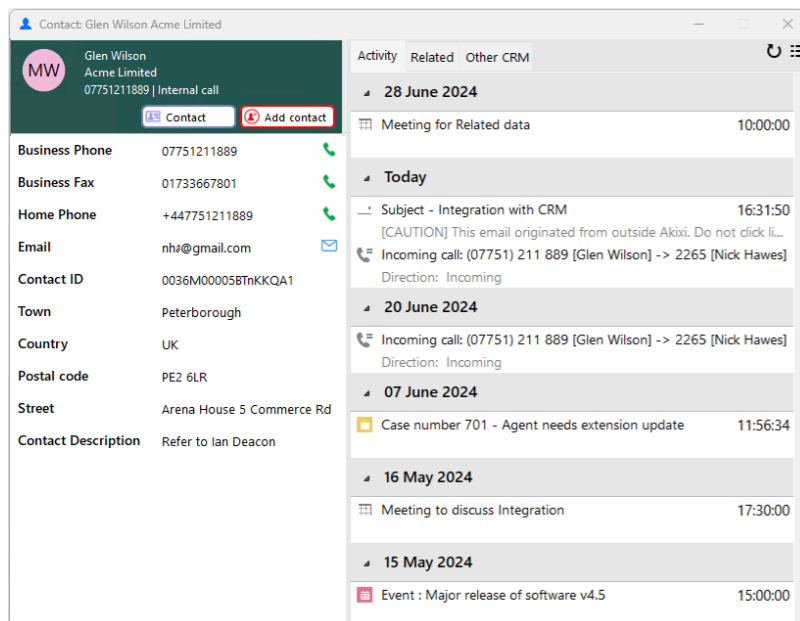 Contact: Glen Wilson Acme Limited
MW
Glen Wilson
Acme Limited
07751211889 | Internal call
Contact
Add contact
Business Phone 07751211889
Business Fax 01733667801
Home Phone +447751211889
Email @gmail.com
Contact ID 0036M00005BTnKKQA1
Town Peterborough
Country UK
Postal code PE2 6LR
Street Arena House 5 Commerce Rd
Contact Description Refer to Ian Deacon
Activity Related Other CRM
28 June 2024
Meeting for Related data 10:00:00
Today
Subject - Integration with CRM 16:31:50
[CAUTION] This email originated from outside Akixi. Do not click li...
Incoming call: (07751) 211 889 [Glen Wilson] -> 2265 [Nick Hawes]
Direction: Incoming
20 June 2024
Incoming call: (07751) 211 889 [Glen Wilson] -> 2265 [Nick Hawes]
Direction: Incoming
07 June 2024
Case number 701 - Agent needs extension update 11:56:34
16 May 2024
Meeting to discuss Integration 17:30:00
15 May 2024
Event : Major release of software v4.5 15:00:00